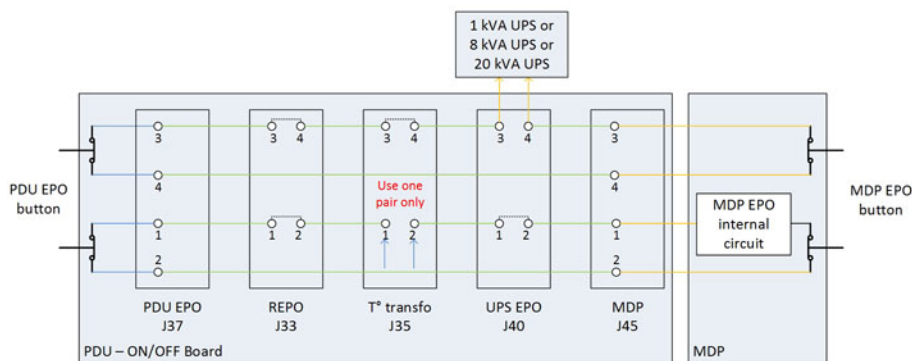 1 kVA UPS or
8 kVA UPS or
20 kVA UPS
3 3 4 3 4 3 4 3
4 4
PDU EPO
button
Use one
pair only
MDP EPO
internal
circuit
MDP EPO
button
1 1 2 1 2 1 2 1
2 2
PDU EPO
J37
REPO
J33
T° transfo
J35
UPS EPO
J40
MDP
J45
PDU – ON/OFF Board
MDP